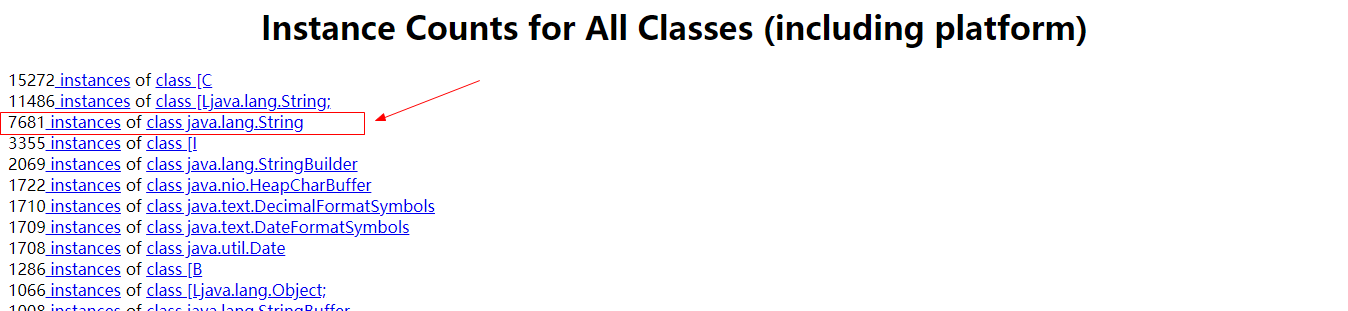 Instance Counts for All Classes (including platform)
15272 instances of class [C
11486 instances of class [Ljava.lang.String;
7681 instances of class java.lang.String
3355 instances of class [I
2069 instances of class java.lang.StringBuilder
1722 instances of class java.nio.HeapCharBuffer
1710 instances of class java.text.DecimalFormatSymbols
1709 instances of class java.text.DateFormatSymbols
1708 instances of class java.util.Date
1286 instances of class [B
1066 instances of class [Ljava.lang.Object;
1008 instances of class java.lang.StringBuffer